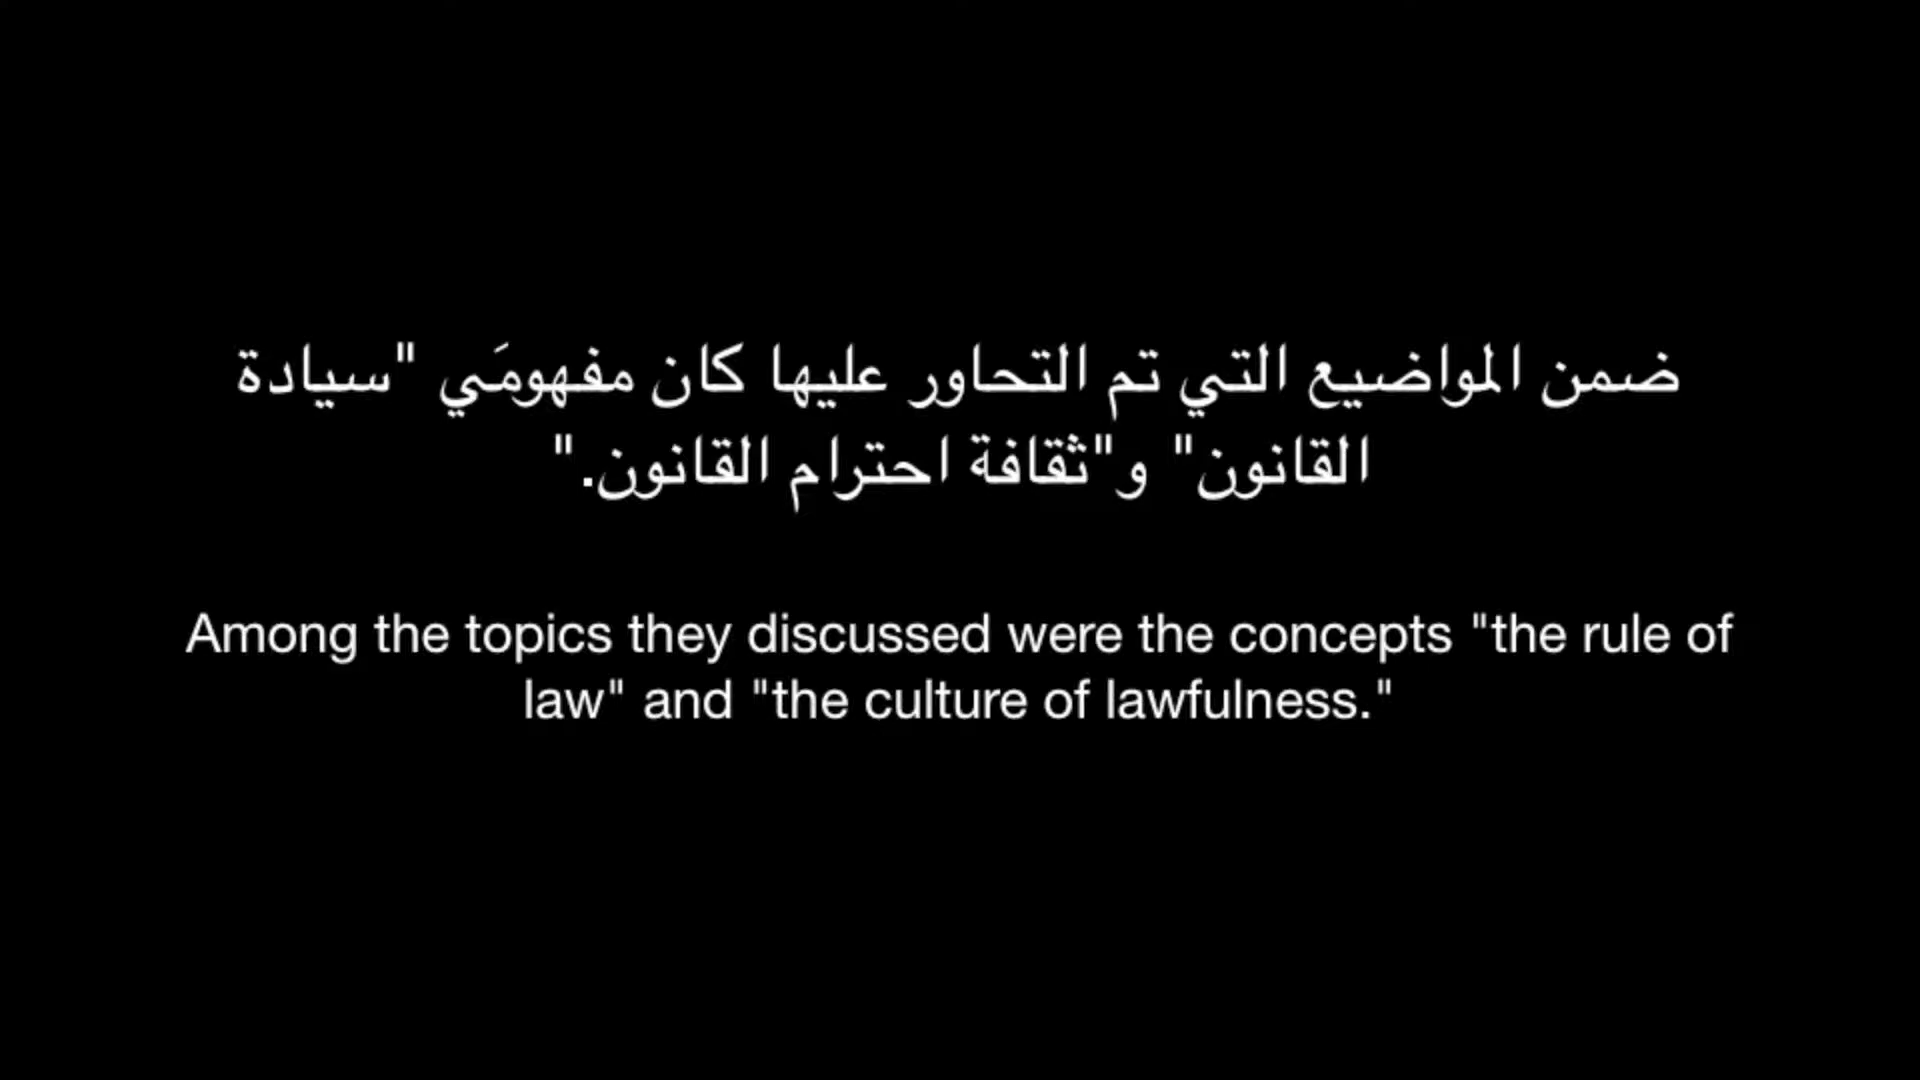 ضمن المواضيع التي تم التحاور عليها كان مفهومَي "سيادة
القانون" و"ثقافة احترام القانون."
Among the topics they discussed were the concepts "the rule of
law" and "the culture of lawfulness."